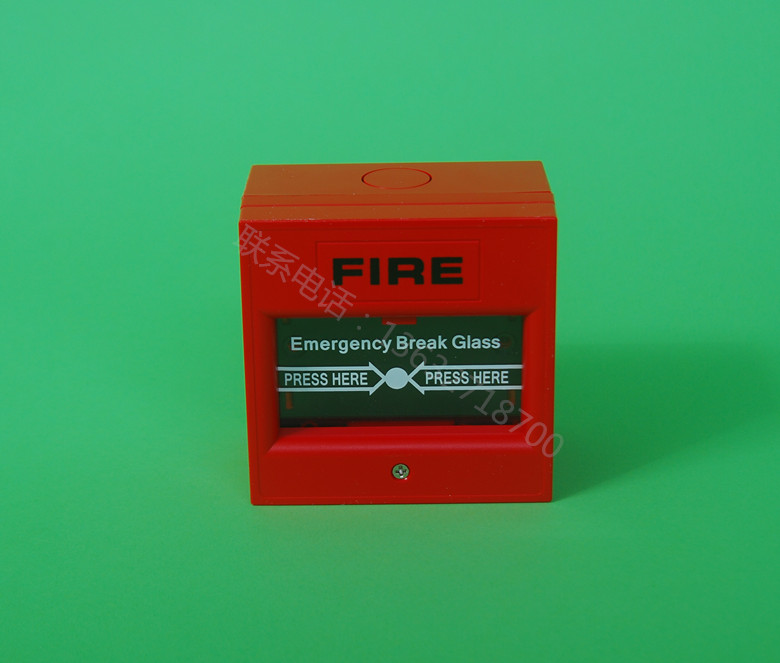 FIRE
Emergency Break Glass
PRESS HERE PRESS HERE
联系电话: